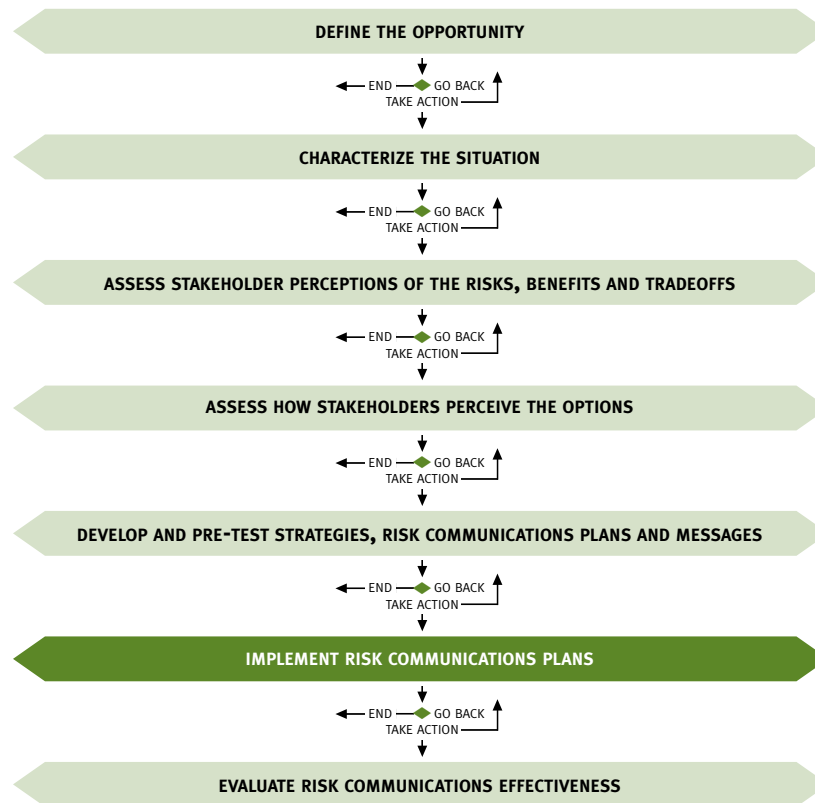 DEFINE THE OPPORTUNITY
END GO BACK
TAKE ACTION
CHARACTERIZE THE SITUATION
END GO BACK
TAKE ACTION
ASSESS STAKEHOLDER PERCEPTIONS OF THE RISKS, BENEFITS AND TRADEOFFS
END GO BACK
TAKE ACTION
ASSESS HOW STAKEHOLDERS PERCEIVE THE OPTIONS
END GO BACK
TAKE ACTION
DEVELOP AND PRE-TEST STRATEGIES, RISK COMMUNICATIONS PLANS AND MESSAGES
END GO BACK
TAKE ACTION
IMPLEMENT RISK COMMUNICATIONS PLANS
END GO BACK
TAKE ACTION
EVALUATE RISK COMMUNICATIONS EFFECTIVENESS